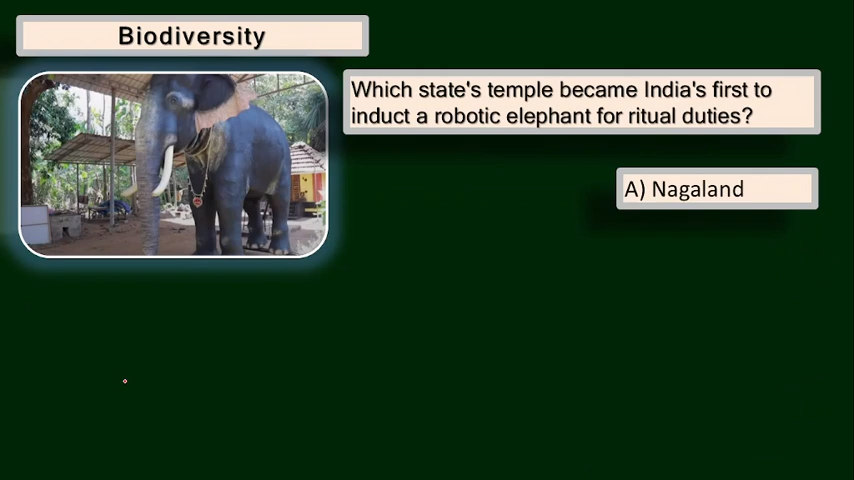 Biodiversity
Which state's temple became India's first to
induct a robotic elephant for ritual duties?
A) Nagaland